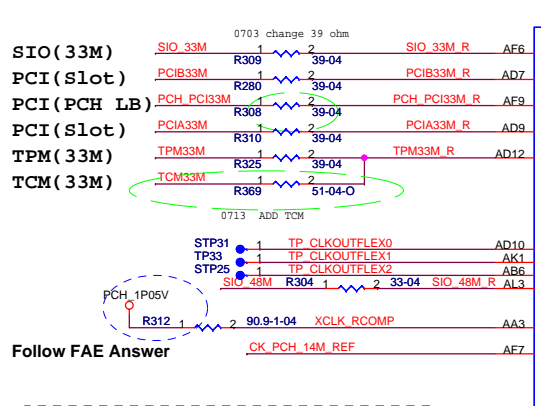 0703 change 39 ohm
SIO(33M) SIO_33M R309 1 2 39-04 SIO_33M_R AF6
PCI(Slot) PCIB33M R280 1 2 39-04 PCIB33M_R AD7
PCI(PCH LB) PCH_PCI33M R308 1 2 39-04 PCH_PCI33M_R AF9
PCI(Slot) PCIA33M R310 1 2 39-04 PCIA33M_R AD9
TPM(33M) TPM33M R325 1 2 39-04 TPM33M_R AD12
TCM(33M) TCM33M R369 1 2 51-04-O
0713 ADD TCM
STP31 1 TP_CLKOUTFLEX0 AD10
TP33 1 TP_CLKOUTFLEX1 AK1
STP25 1 TP_CLKOUTFLEX2 AB6
SIO_48M R304 1 2 33-04 SIO_48M_R AL3
PCH_1P05V
R312 1 2 90.9-1-04 XCLK_RCOMP AA3
Follow FAE Answer CK_PCH_14M_REF AF7